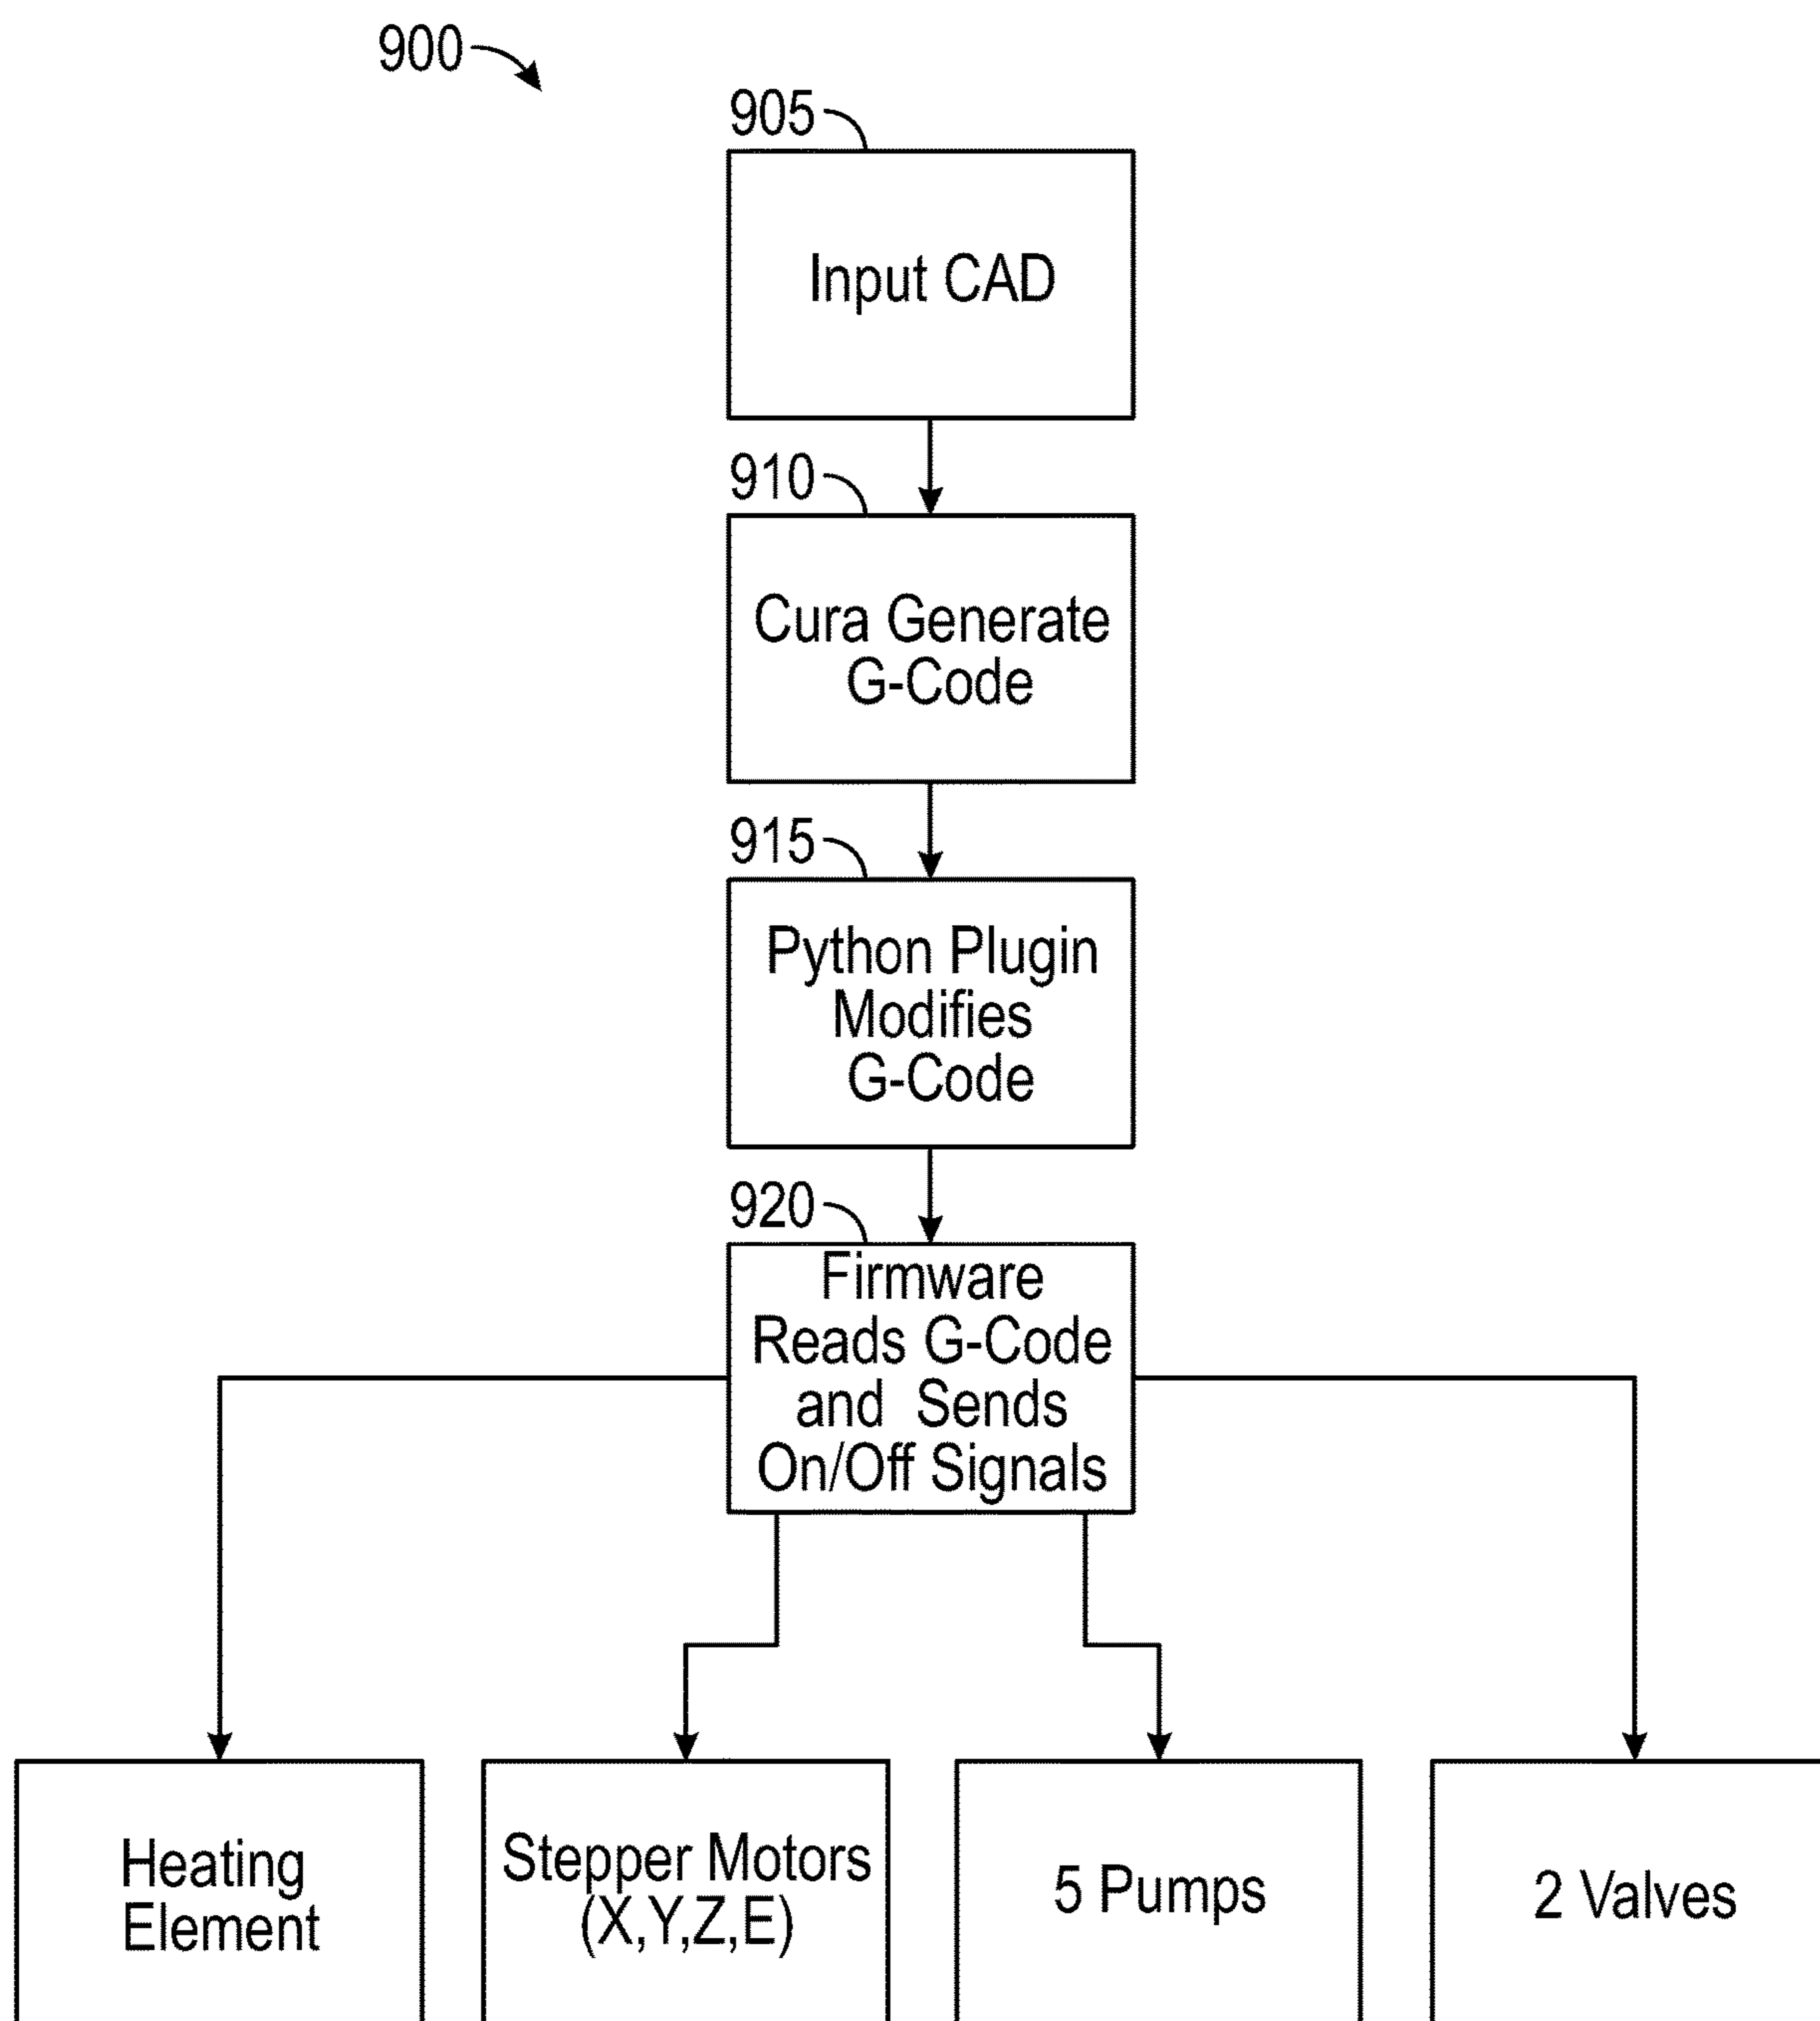 900
905
Input CAD
910
Cura Generate
G-Code
915
Python Plugin
Modifies
G-Code
920
Firmware
Reads G-Code
and Sends
On/Off Signals
Heating
Element
Stepper Motors
(X,Y,Z,E)
5 Pumps
2 Valves